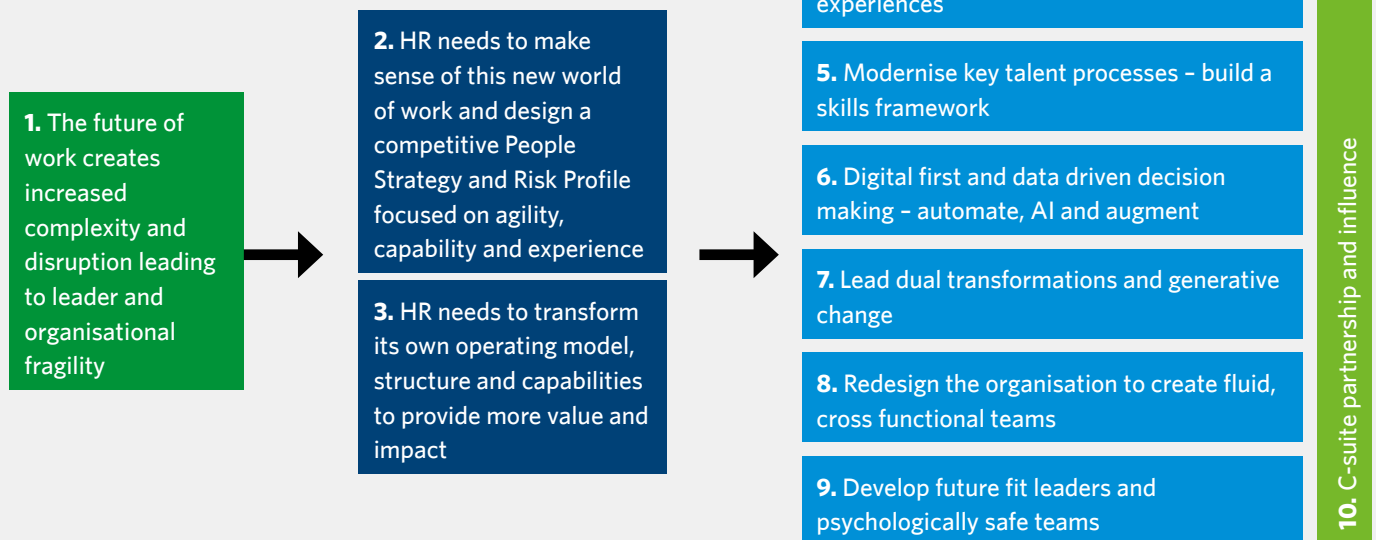 1. The future of
work creates
increased
complexity and
disruption leading
to leader and
organisational
fragility
2. HR needs to make
sense of this new world
of work and design a
competitive People
Strategy and Risk Profile
focused on agility,
capability and experience
3. HR needs to transform
its own operating model,
structure and capabilities
to provide more value and
impact
experiences
5. Modernise key talent processes – build a
skills framework
6. Digital first and data driven decision
making – automate, AI and augment
7. Lead dual transformations and generative
change
8. Redesign the organisation to create fluid,
cross functional teams
9. Develop future fit leaders and
psychologically safe teams
10. C-suite partnership and influence